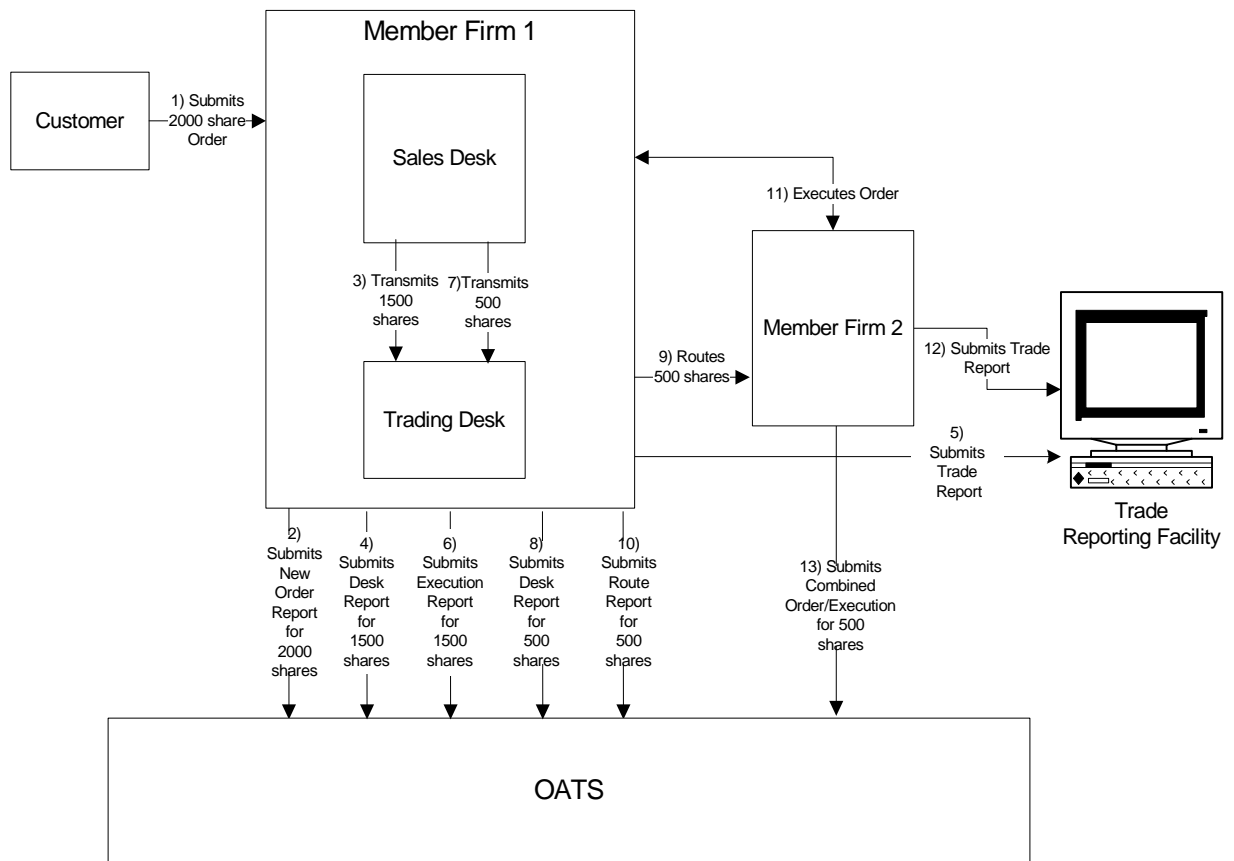 Member Firm 1
Customer
1) Submits
2000 share
Order
Sales Desk
11) Executes Order
3) Transmits
1500
shares
7)Transmits
500
shares
Member Firm 2
12) Submits Trade
Report
9) Routes
500 shares
Trading Desk
5)
Submits
Trade
Report
Trade
Reporting Facility
2)
Submits
New
Order
Report
for
2000
shares
4)
Submits
Desk
Report
for
1500
shares
6)
Submits
Execution
Report
for
1500
shares
8)
Submits
Desk
Report
for
500
shares
10)
Submits
Route
Report
for
500
shares
13) Submits
Combined
Order/Execution
for 500
shares
OATS